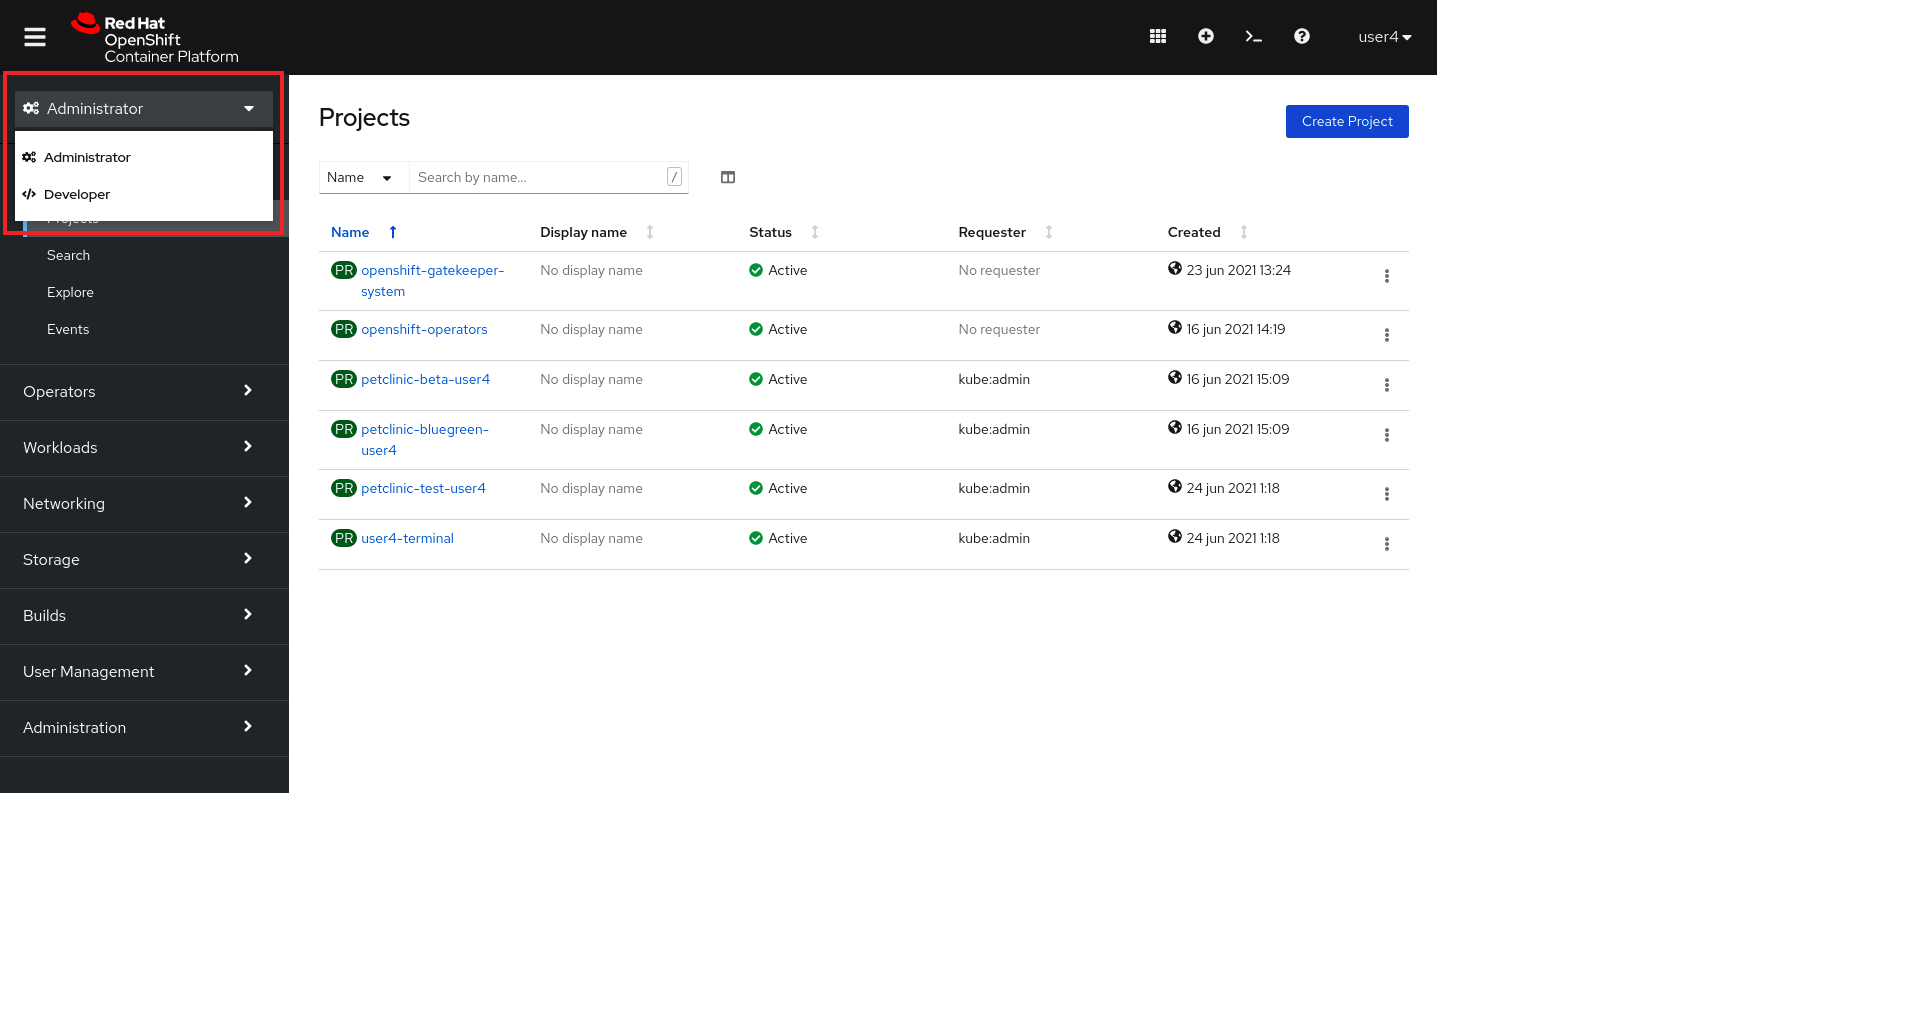 Red Hat
OpenShift
Container Platform
user4
Administrator
Administrator
Developer
Projects
Search
Explore
Events
Operators
Workloads
Networking
Storage
Builds
User Management
Administration
Projects
Create Project
Name Search by name... /
Name Display name Status Requester Created
PR openshift-gatekeeper- No display name Active No requester 23 jun 2021 13:24
system
PR openshift-operators No display name Active No requester 16 jun 2021 14:19
PR petclinic-beta-user4 No display name Active kube:admin 16 jun 2021 15:09
PR petclinic-bluegreen- No display name Active kube:admin 16 jun 2021 15:09
user4
PR petclinic-test-user4 No display name Active kube:admin 24 jun 2021 1:18
PR user4-terminal No display name Active kube:admin 24 jun 2021 1:18